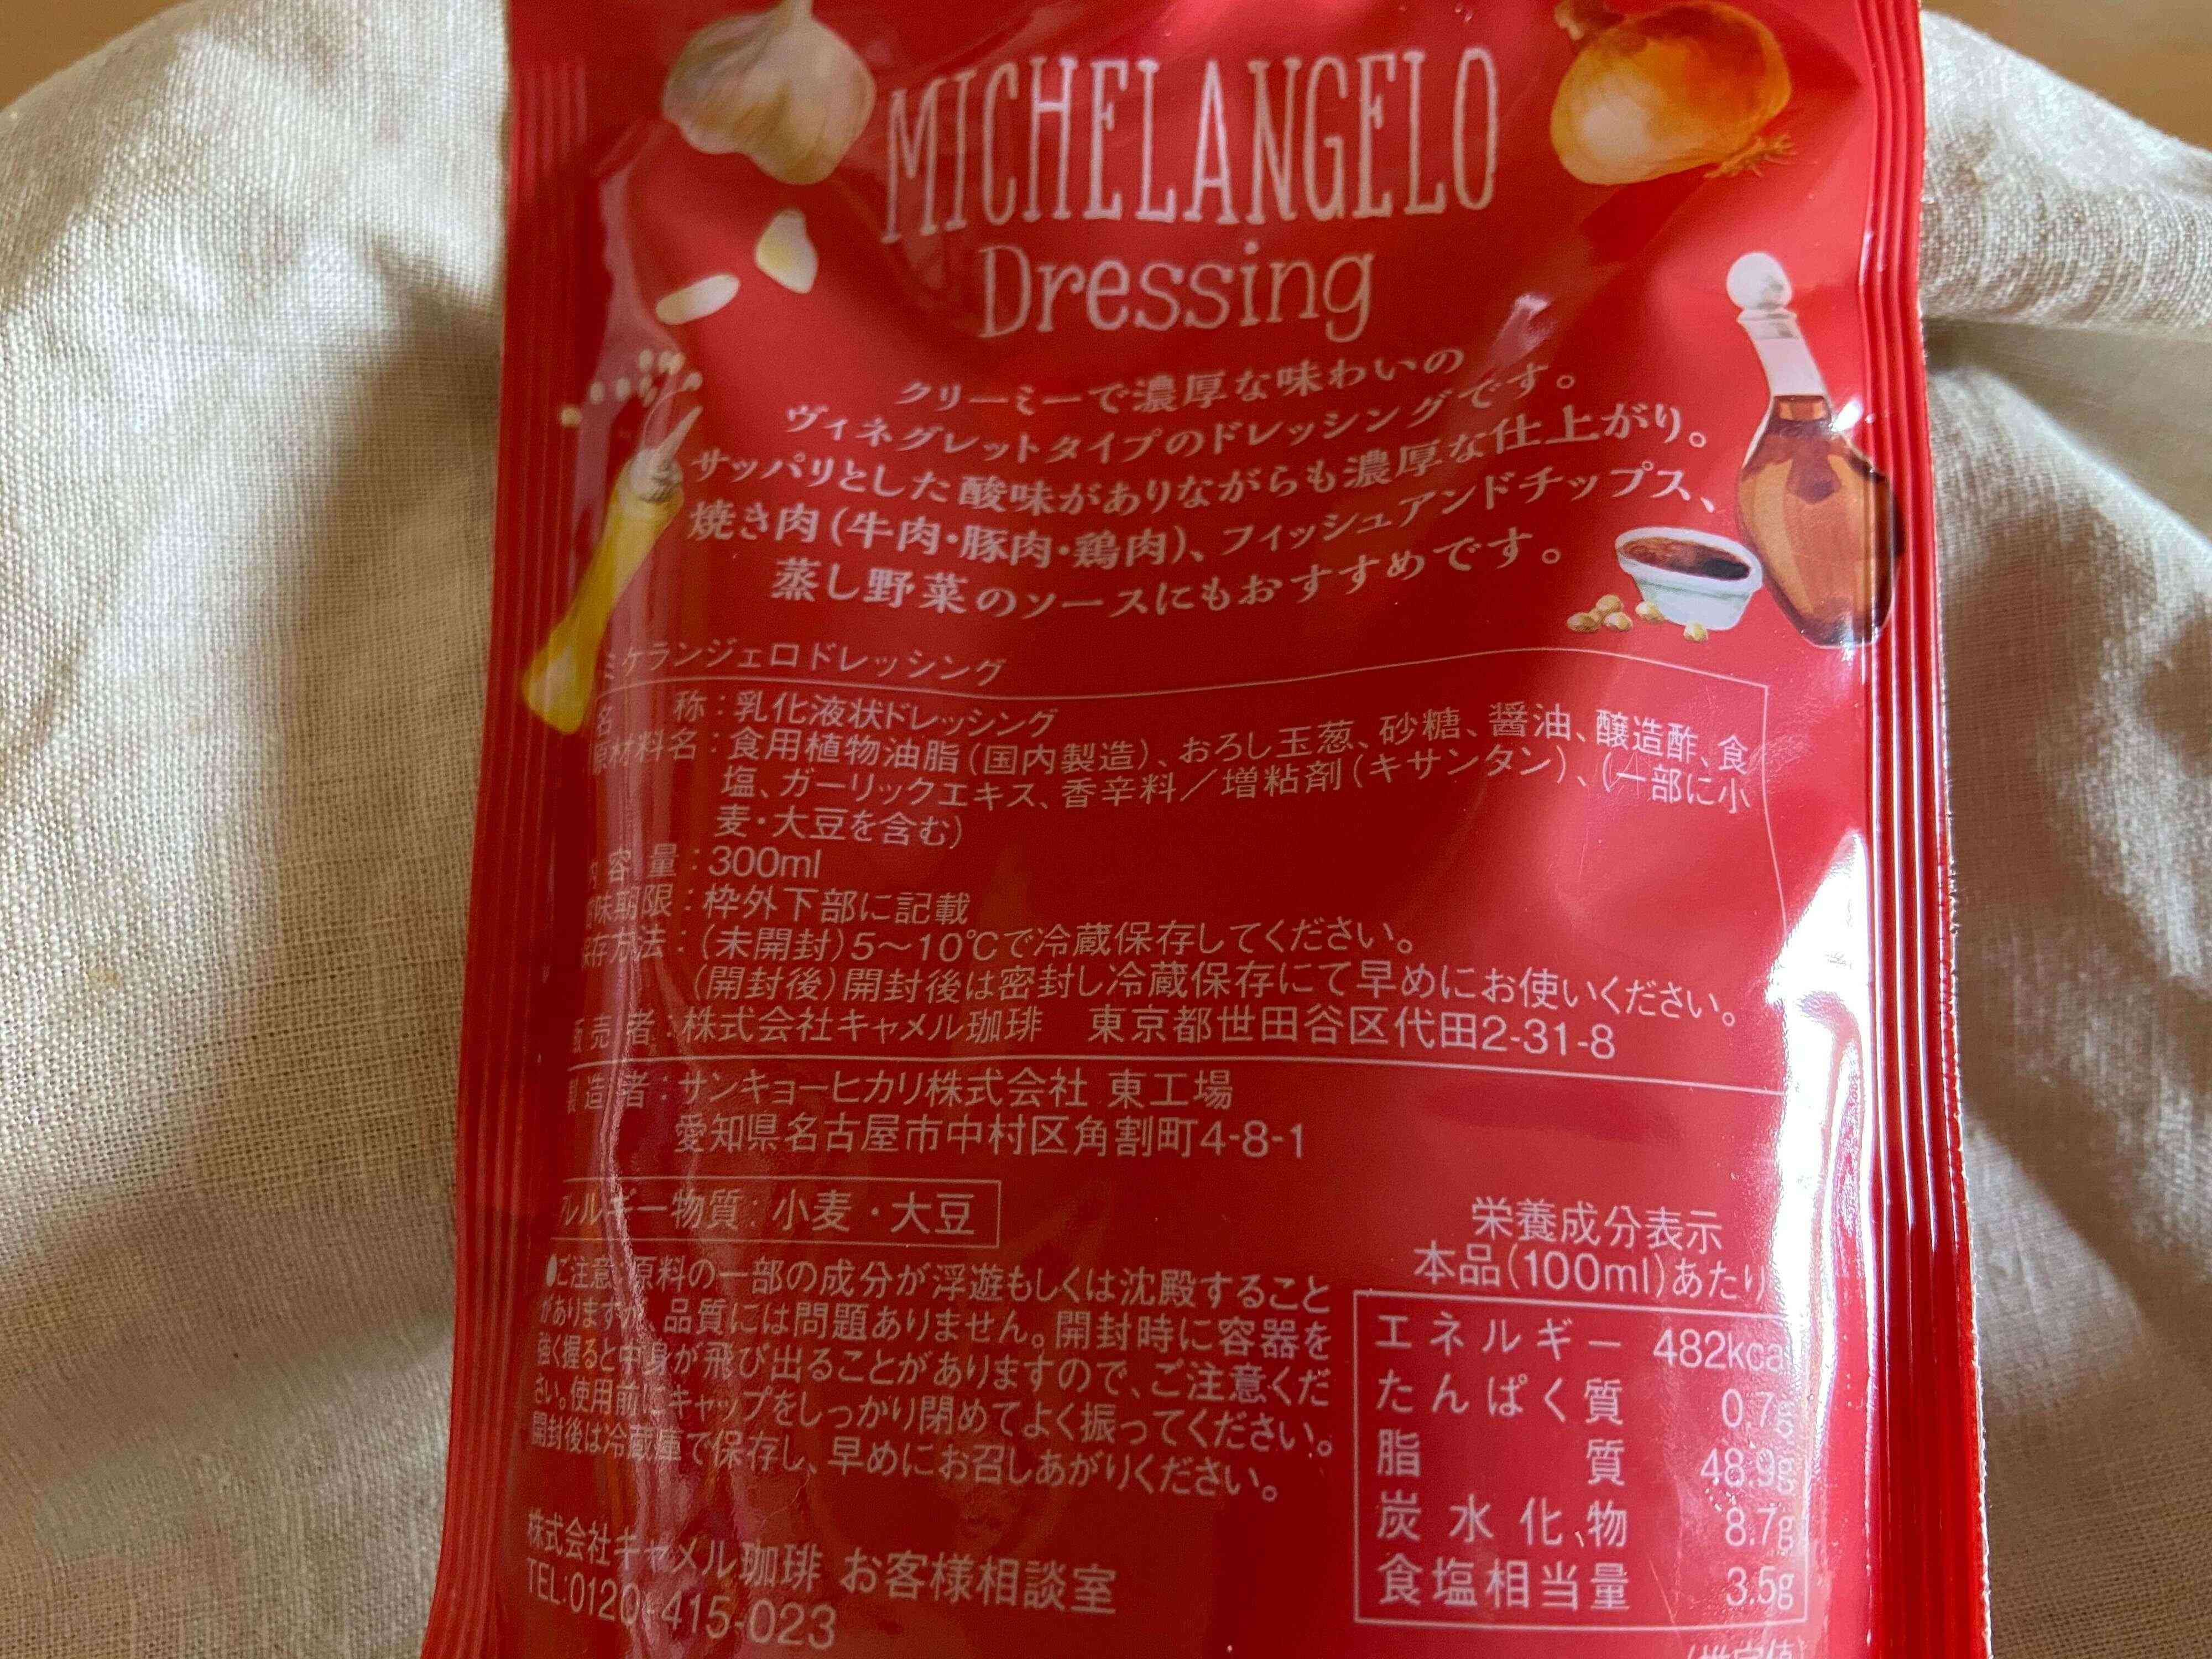 MICHELANGELO
Dressing
クリーミーで濃厚な味わいの
ヴィネグレットタイプのドレッシングです。
サッパリとした酸味がありながらも濃厚な仕上がり。
焼き肉(牛肉・豚肉・鶏肉)、フィッシュアンドチップス、
蒸し野菜のソースにもおすすめです。
ミケランジェロドレッシング
名 称：乳化液状ドレッシング
原材料名：食用植物油脂(国内製造)、おろし玉葱、砂糖、醤油、醸造酢、食
塩、ガーリックエキス、香辛料／増粘剤(キサンタン)、(一部に小
麦・大豆を含む)
内容量：300ml
味期限：枠外下部に記載
存方法：(未開封)5～10℃で冷蔵保存してください。
(開封後)開封後は密封し冷蔵保存にて早めにお使いください。
販売者：株式会社キャメル珈琲 東京都世田谷区代田2-31-8
製造者：サンキョーヒカリ株式会社 東工場
愛知県名古屋市中村区角割町4-8-1
レルギー物質：小麦・大豆
●ご注意:原料の一部の成分が浮遊もしくは沈殿すること
がありますが、品質には問題ありません。開封時に容器を
強く握ると中身が飛び出ることがありますので、ご注意くだ
さい。使用前にキャップをしっかり閉めてよく振ってください。
開封後は冷蔵庫で保存し、早めにお召しあがりください。
株式会社キャメル珈琲 お客様相談室
TEL:0120-415-023
栄養成分表示
本品(100ml)あたり
エネルギー 482kcal
たんぱく質 0.7g
脂質 48.9g
炭水化物 8.7g
食塩相当量 3.5g